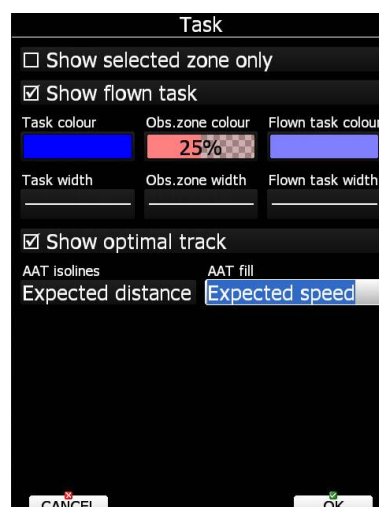 Task
Show selected zone only
Show flown task
Task colour Obs.zone colour Flown task colour
25%
Task width Obs.zone width Flown task width
Show optimal track
AAT isolines AAT fill
Expected distance Expected speed
CANCEL OK